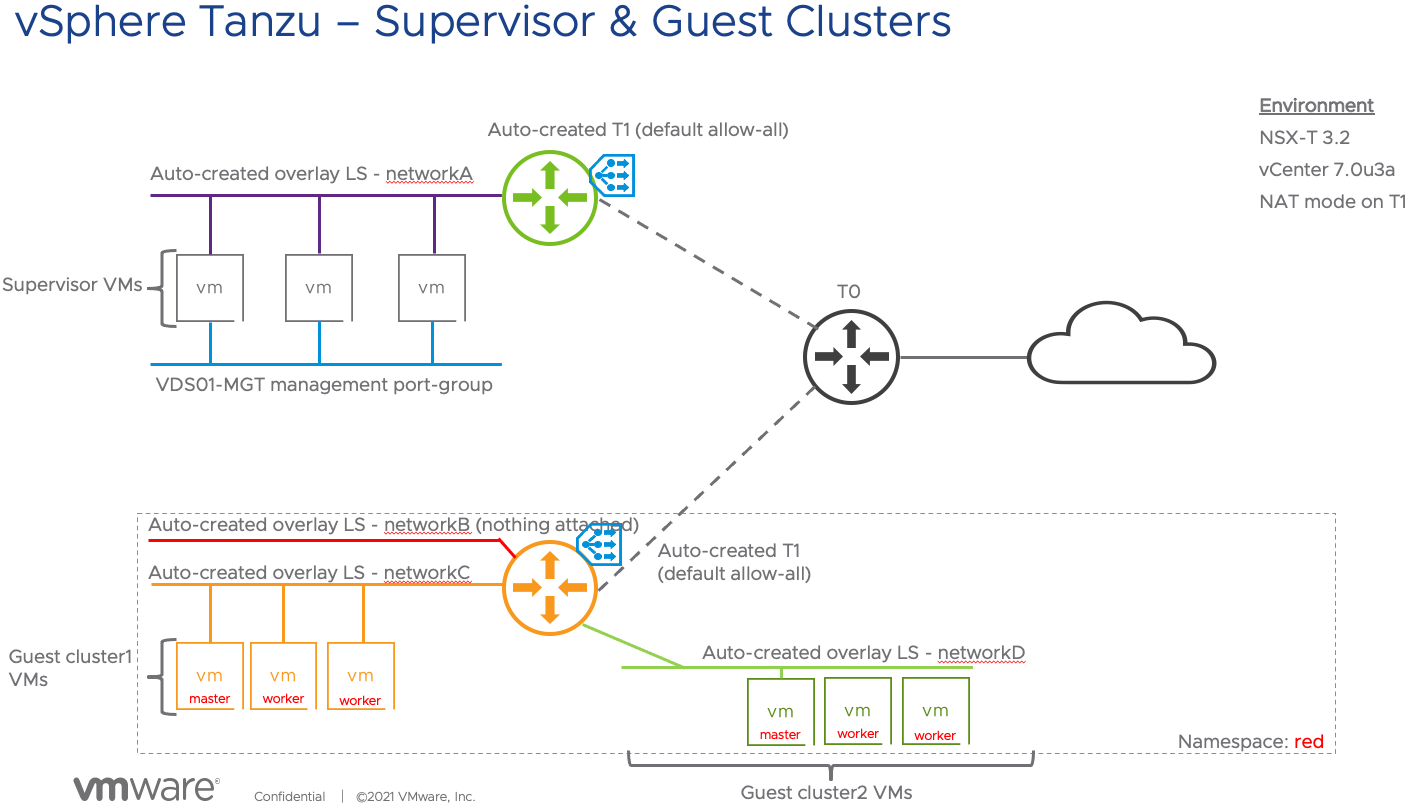 vSphere Tanzu – Supervisor & Guest Clusters
Environment
NSX-T 3.2
vCenter 7.0u3a
NAT mode on T1
Auto-created T1 (default allow-all)
Auto-created overlay LS - networkA
Supervisor VMs
vm
vm
vm
VDS01-MGT management port-group
T0
Auto-created overlay LS - networkB (nothing attached)
Auto-created T1
(default allow-all)
Auto-created overlay LS - networkC
Guest cluster1
VMs
vm
master
vm
worker
vm
worker
Auto-created overlay LS - networkD
vm
master
vm
worker
vm
worker
Namespace: red
Guest cluster2 VMs
vmware®
Confidential | ©2021 VMware, Inc.